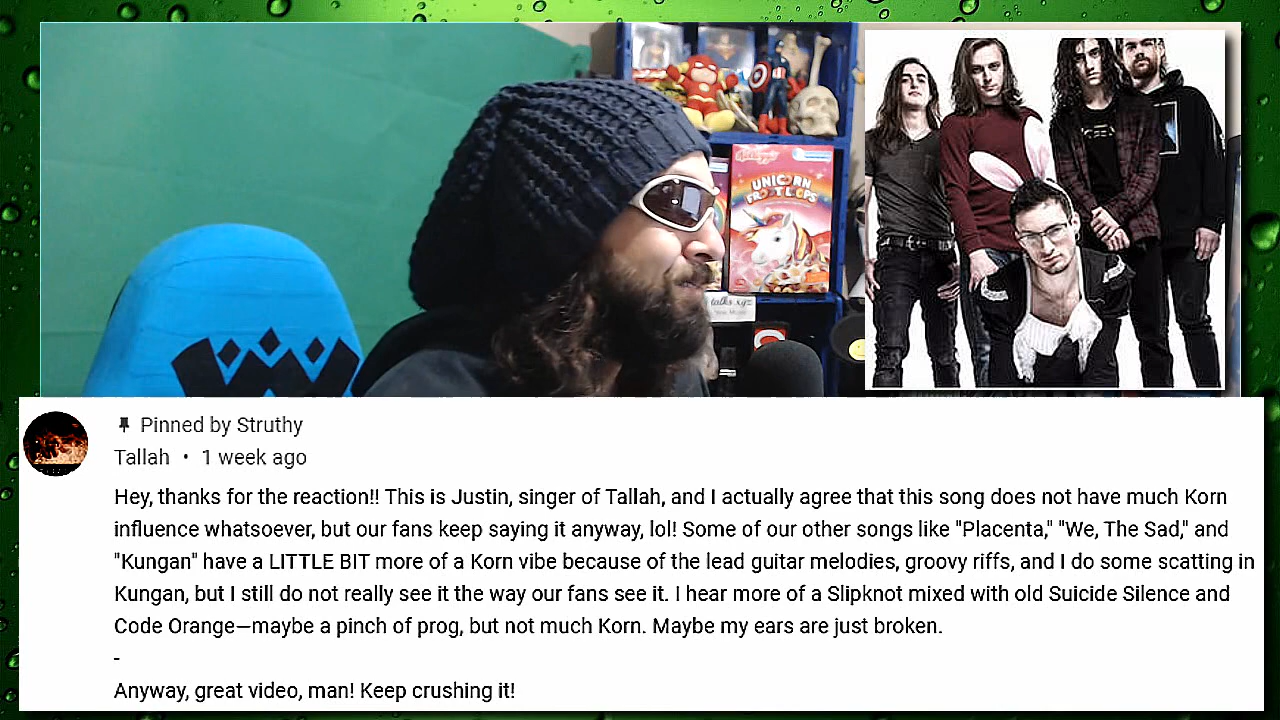 Kellogg's
UNICORN
FROOT LOOPS
talks.xyz
Pinned by Struthy
Tallah • 1 week ago
Hey, thanks for the reaction!! This is Justin, singer of Tallah, and I actually agree that this song does not have much Korn
influence whatsoever, but our fans keep saying it anyway, lol! Some of our other songs like "Placenta," "We, The Sad," and
"Kungan" have a LITTLE BIT more of a Korn vibe because of the lead guitar melodies, groovy riffs, and I do some scatting in
Kungan, but I still do not really see it the way our fans see it. I hear more of a Slipknot mixed with old Suicide Silence and
Code Orange—maybe a pinch of prog, but not much Korn. Maybe my ears are just broken.
-
Anyway, great video, man! Keep crushing it!